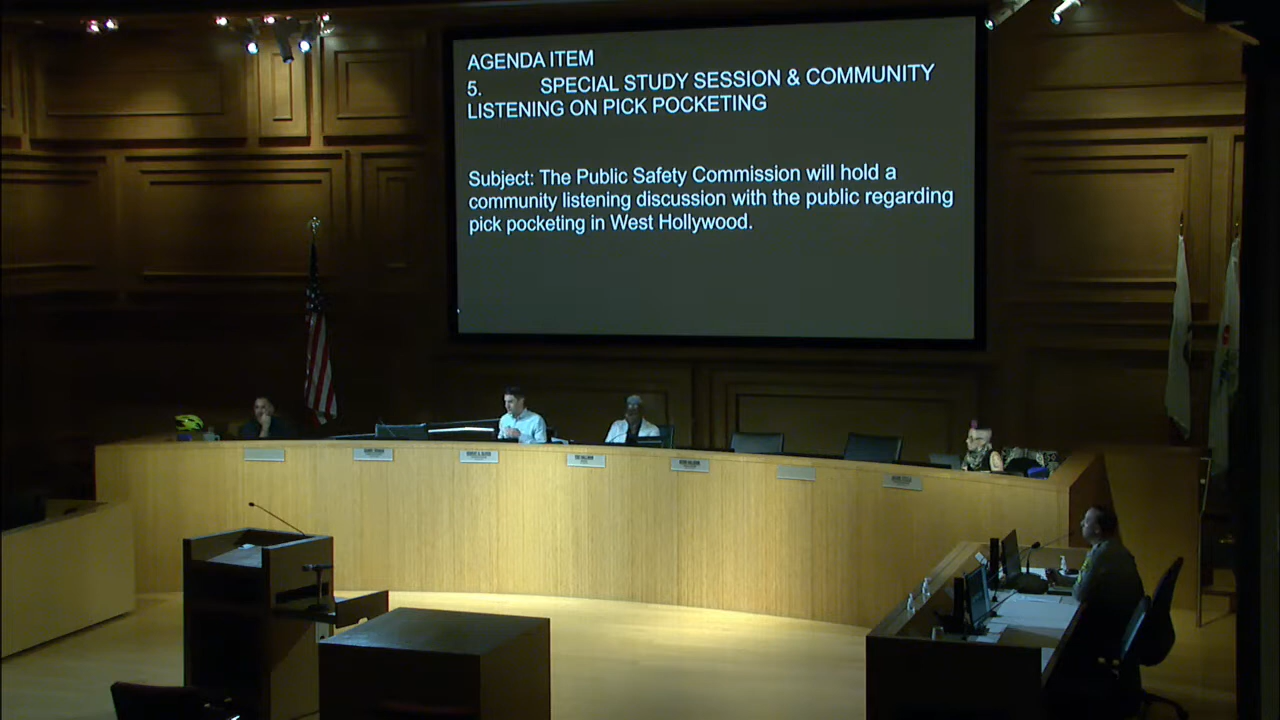 AGENDA ITEM
5. SPECIAL STUDY SESSION & COMMUNITY
LISTENING ON PICK POCKETING
Subject: The Public Safety Commission will hold a
community listening discussion with the public regarding
pick pocketing in West Hollywood.